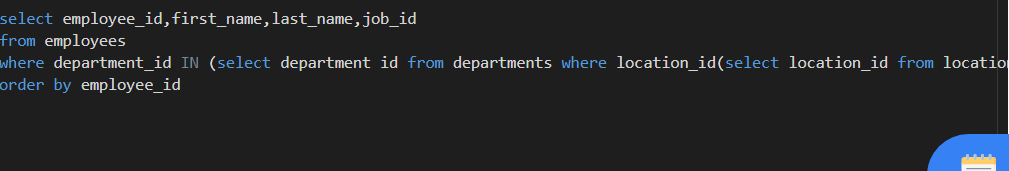 select employee_id,first_name,last_name,job_id
from employees
where department_id IN (select department id from departments where location_id(select location_id from locatio
order by employee_id